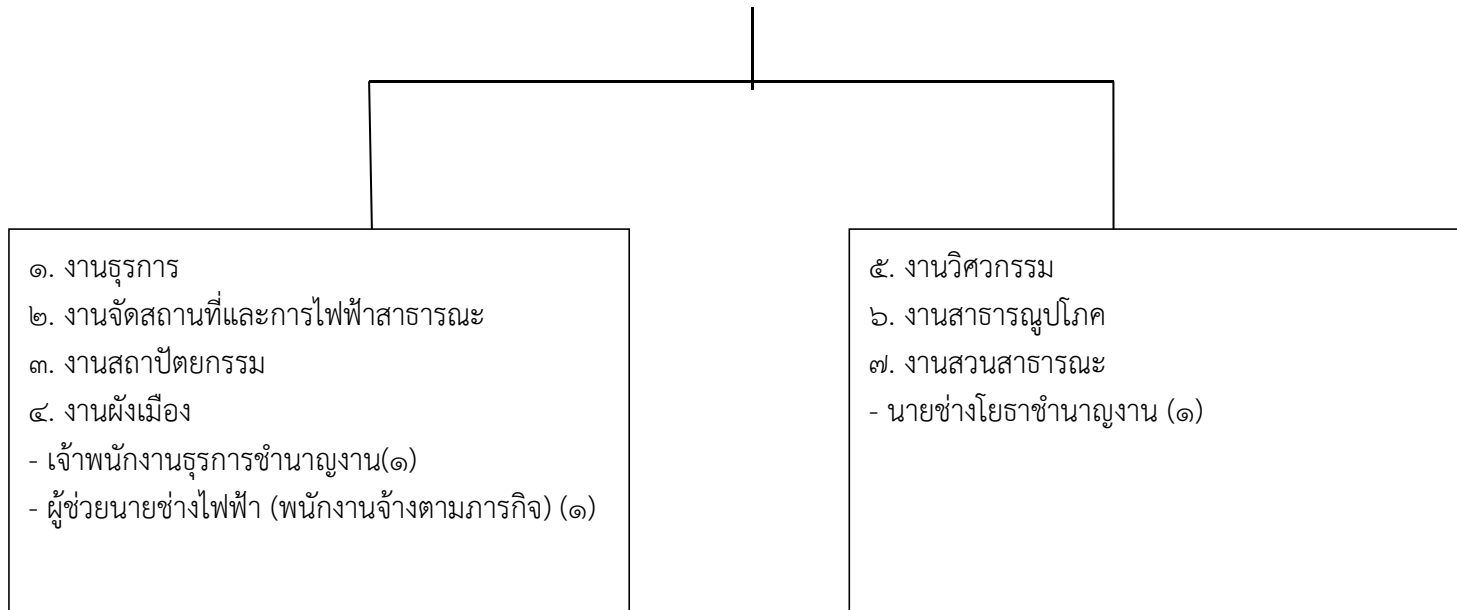 ๑. งานธุรการ
๒. งานจัดสถานที่และการไฟฟ้าสาธารณะ
๓. งานสถาปัตยกรรม
๔. งานผังเมือง
- เจ้าพนักงานธุรการชำนาญงาน(๑)
- ผู้ช่วยนายช่างไฟฟ้า (พนักงานจ้างตามภารกิจ) (๑)
๕. งานวิศวกรรม
๖. งานสาธารณูปโภค
๗. งานสวนสาธารณะ
- นายช่างโยธาชำนาญงาน (๑)